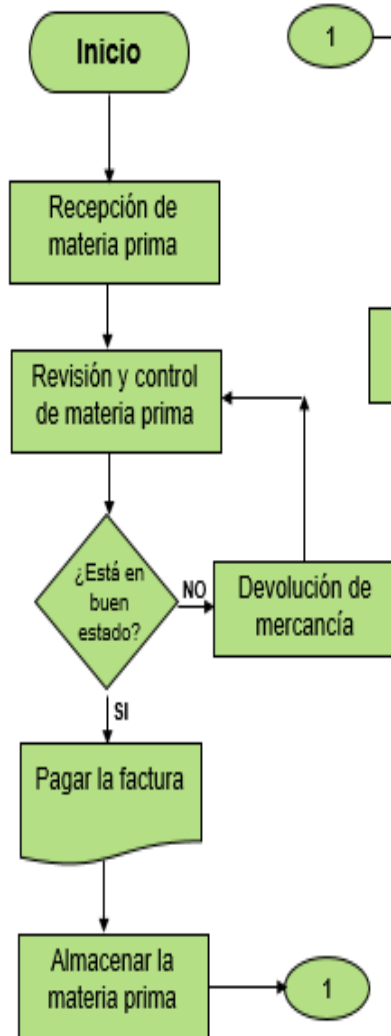 Inicio
1
Recepción de
materia prima
Revisión y control
de materia prima
¿Está en
buen
estado?
NO
Devolución de
mercancía
SI
Pagar la factura
Almacenar la
materia prima
1